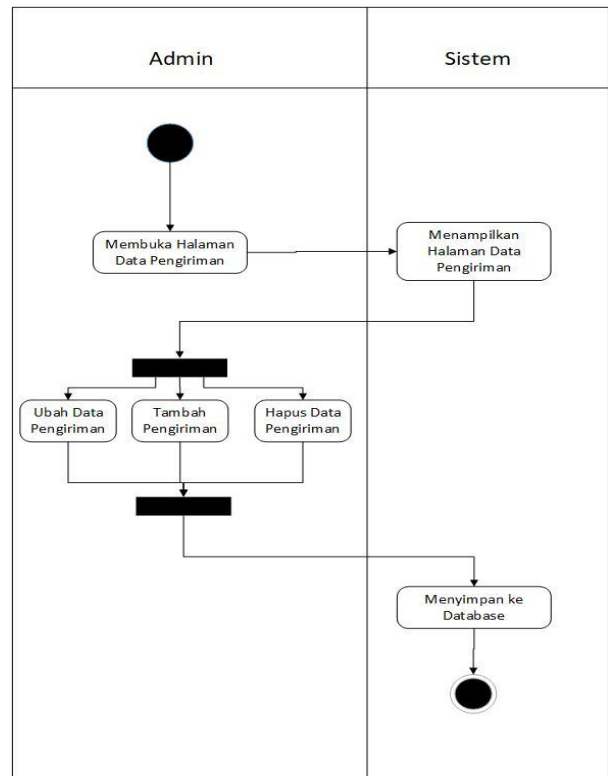 Admin
Sistem
Membuka Halaman
Data Pengiriman
Menampilkan
Halaman Data
Pengiriman
Ubah Data
Pengiriman
Tambah
Pengiriman
Hapus Data
Pengiriman
Menyimpan ke
Database